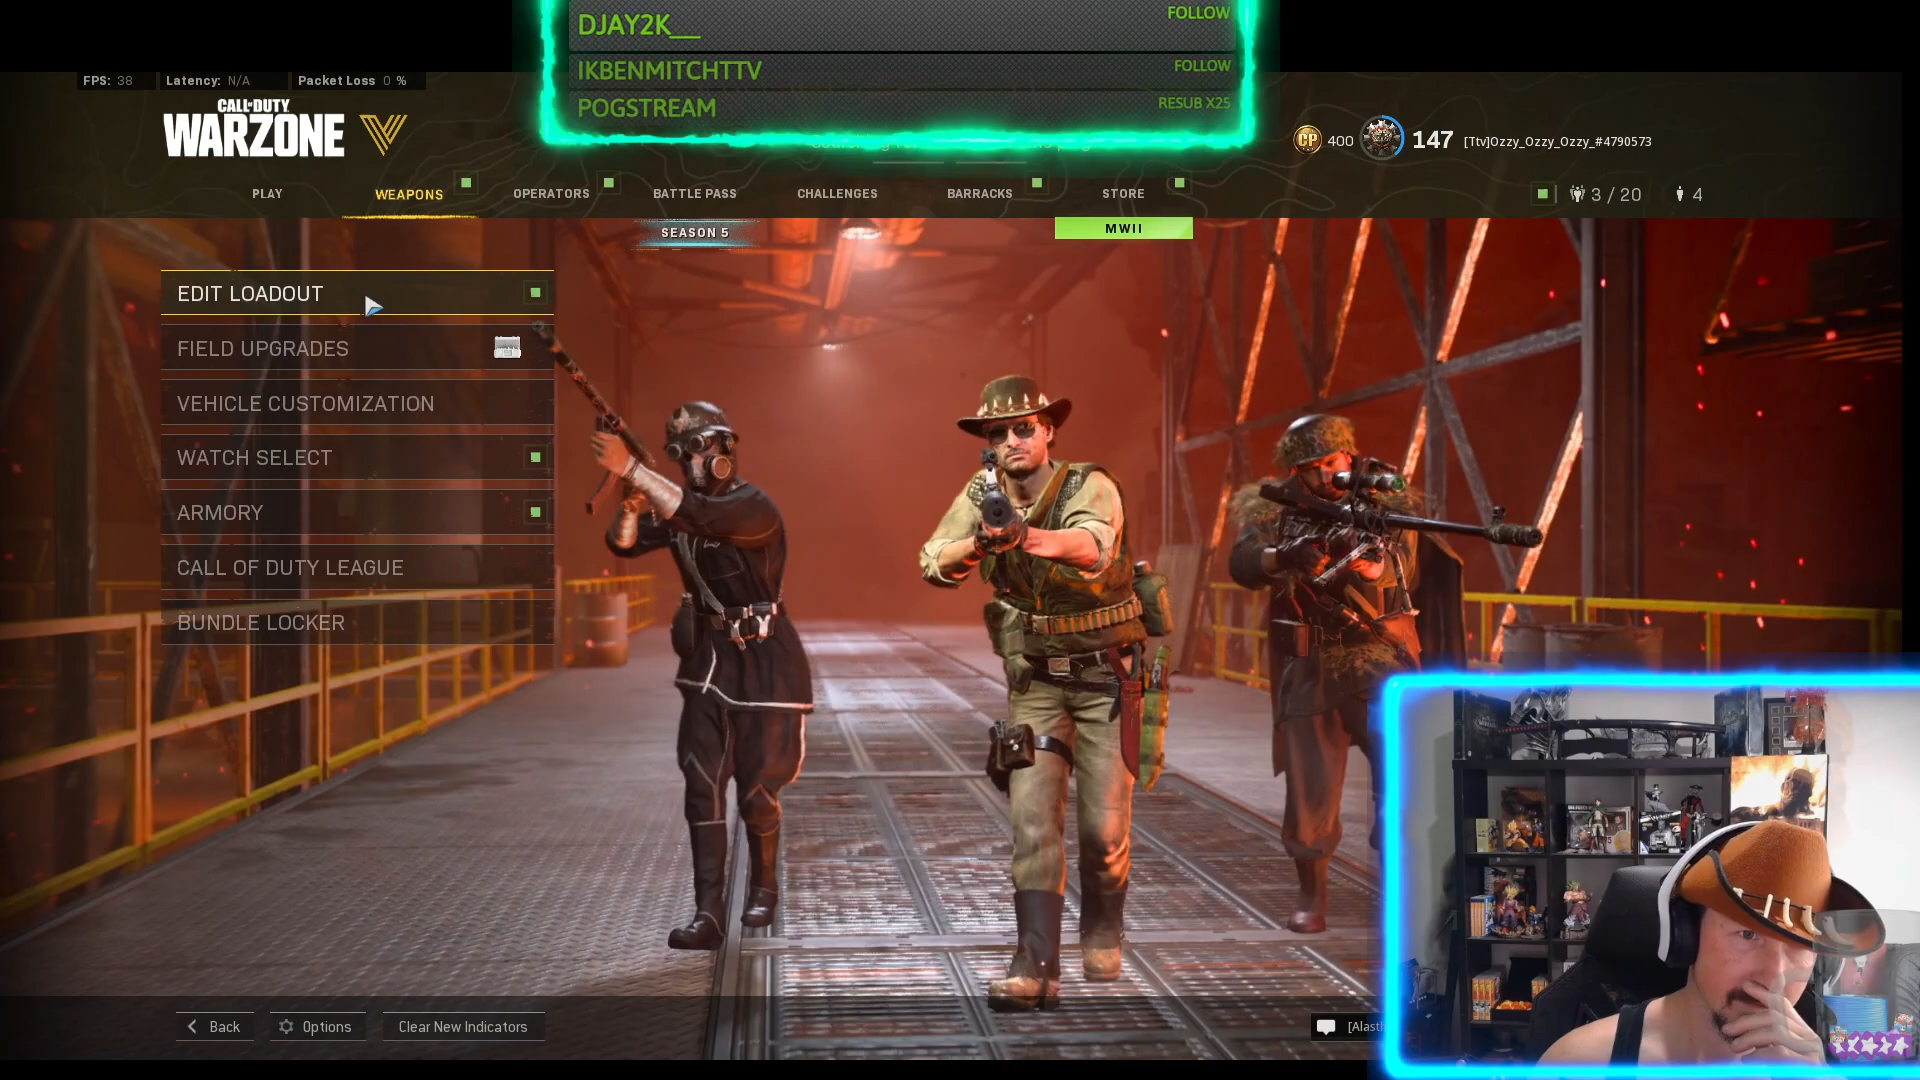 DJAY2K__
FOLLOW
IKBENMITCHTTV
FOLLOW
POGSTREAM
RESUB X25
FPS: 38
Latency: N/A
Packet Loss 0 %
CALL OF DUTY
WARZONE
CP 400
147
[Ttv]Ozzy_Ozzy_Ozzy_#4790573
PLAY
WEAPONS
OPERATORS
BATTLE PASS
CHALLENGES
BARRACKS
STORE
3 / 20
4
SEASON 5
MWII
EDIT LOADOUT
FIELD UPGRADES
VEHICLE CUSTOMIZATION
WATCH SELECT
ARMORY
CALL OF DUTY LEAGUE
BUNDLE LOCKER
Back
Options
Clear New Indicators